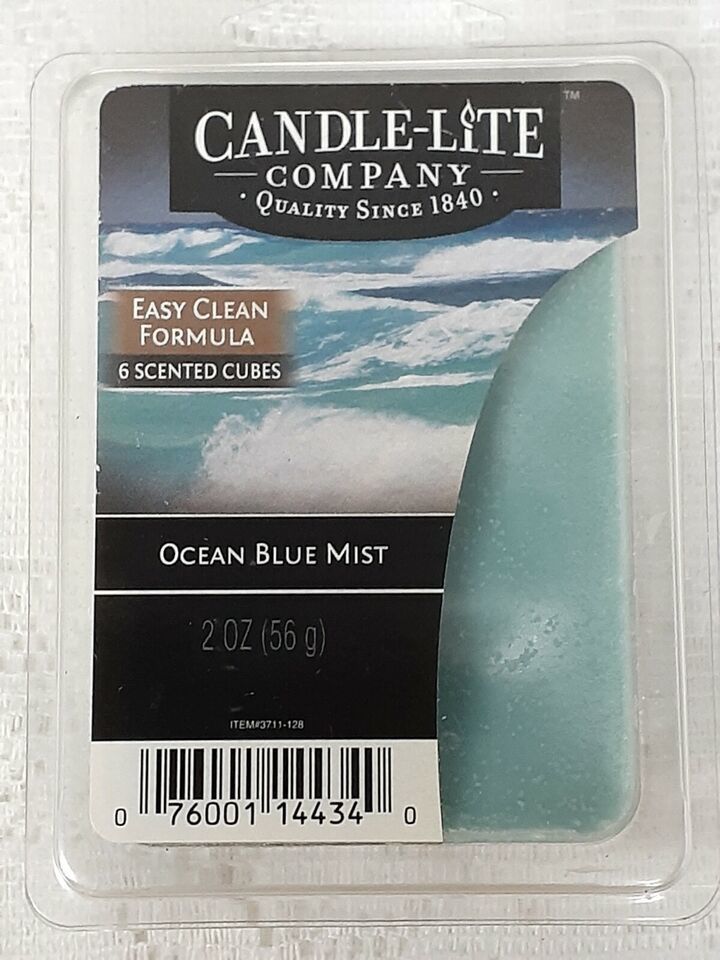 CANDLE-LITE
TM
COMPANY
· QUALITY SINCE 1840 ·
EASY CLEAN
FORMULA
6 SCENTED CUBES
OCEAN BLUE MIST
2 OZ (56 g)
ITEM#3711-128
0 76001 14434 0